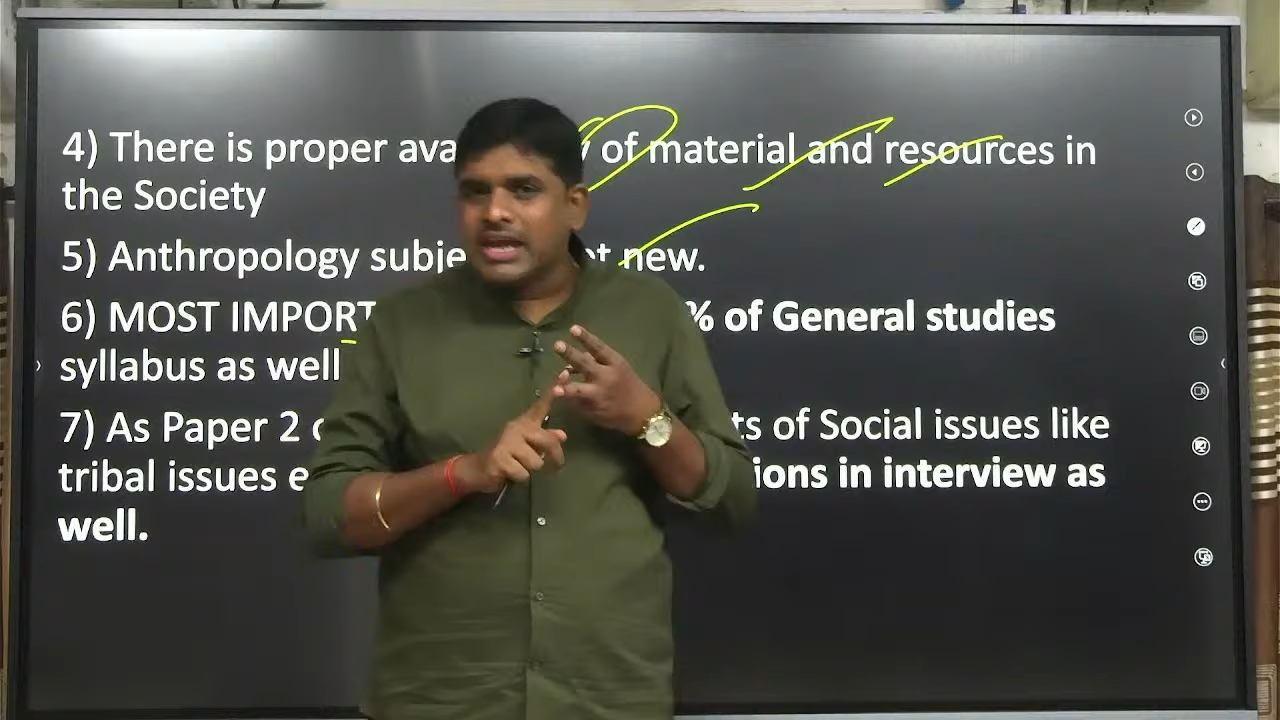 4) There is proper ava of material and resources in
the Society
5) Anthropology subje new.
6) MOST IMPORT % of General studies
syllabus as well
7) As Paper 2 of Social issues like
tribal issues in interview as
well.